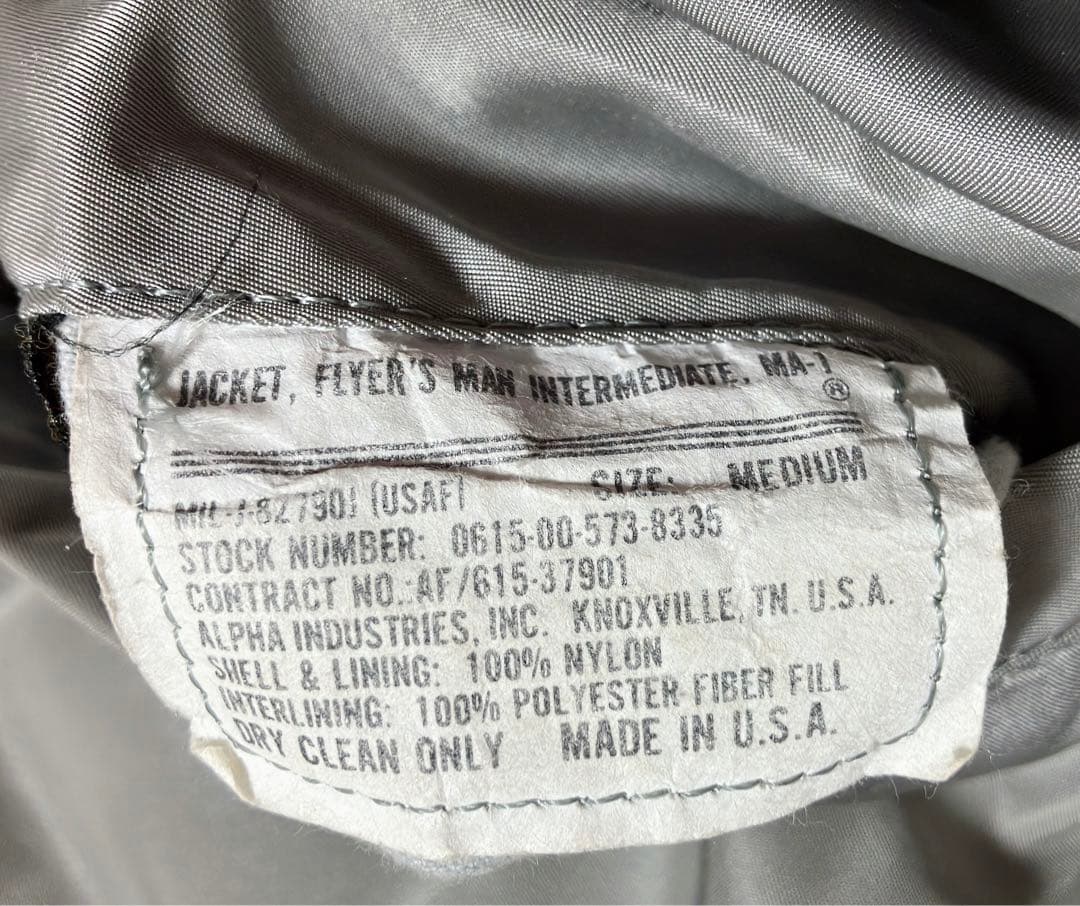 JACKET, FLYER'S MAN INTERMEDIATE, MA-1
®
MIL-J-82790J (USAF) SIZE: MEDIUM
STOCK NUMBER: 0615-00-573-8335
CONTRACT NO.:AF/615-37901
ALPHA INDUSTRIES, INC. KNOXVILLE, TN. U.S.A.
SHELL & LINING: 100% NYLON
INTERLINING: 100% POLYESTER FIBER FILL
DRY CLEAN ONLY MADE IN U.S.A.